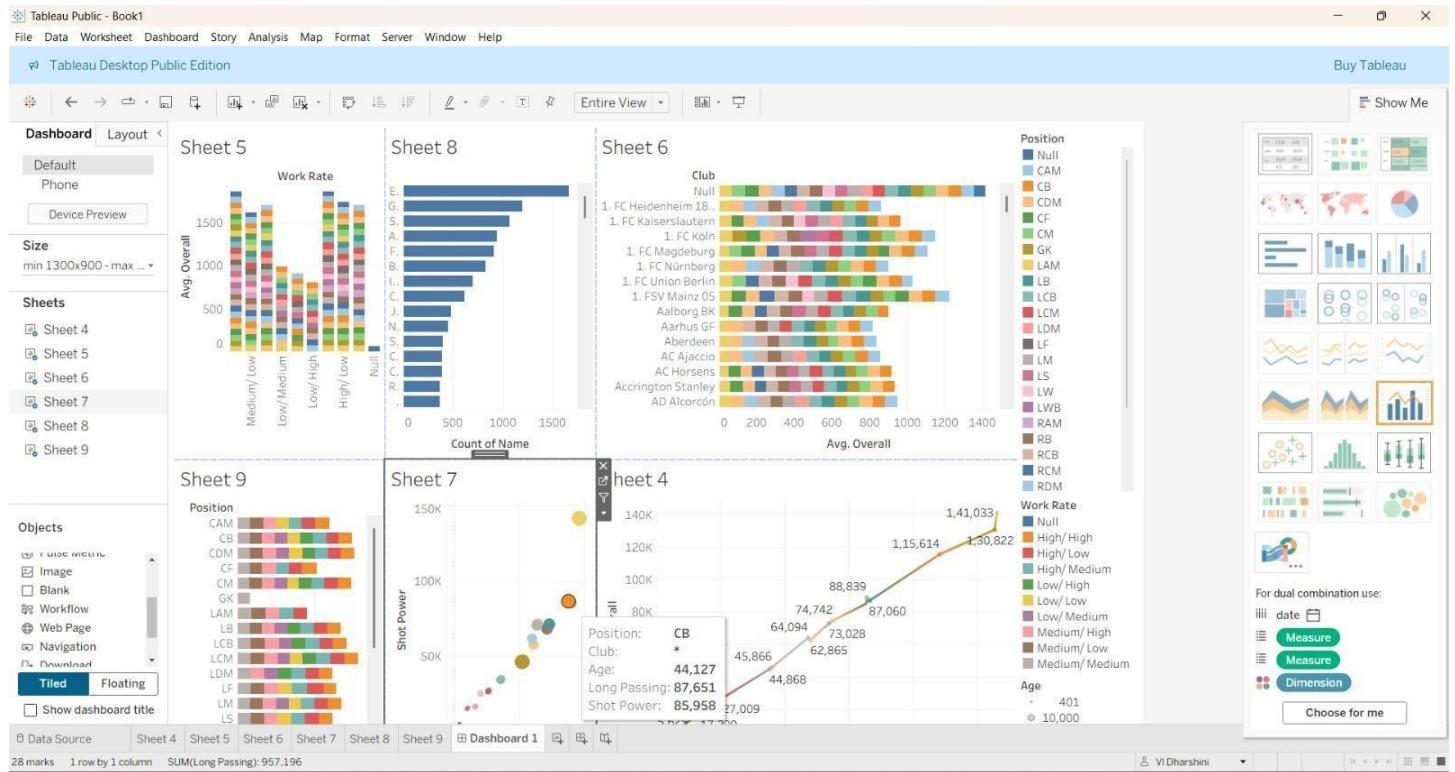 Tableau Public - Book1
File Data Worksheet Dashboard Story Analysis Map Format Server Window Help
Tableau Desktop Public Edition
Buy Tableau
Entire View
Show Me
Dashboard Layout
Default
Phone
Device Preview
Size
min 1300x900 - max ...
Sheets
Sheet 4
Sheet 5
Sheet 6
Sheet 7
Sheet 8
Sheet 9
Objects
Image
Blank
Workflow
Web Page
Navigation
Download
Tiled Floating
Show dashboard title
Sheet 5
Work Rate
Avg. Overall
1500
1000
500
0
Medium/ Low
Low/ Medium
Low/ High
High/ Low
Null
Sheet 8
E.
G.
S.
A.
F.
B.
I..
C.
J.
N.
S.
C.
C.
R.
.
0 500 1000 1500
Count of Name
Sheet 6
Club
Null
1. FC Heidenheim 18..
1. FC Kaiserslautern
1. FC Köln
1. FC Magdeburg
1. FC Nürnberg
1. FC Union Berlin
1. FSV Mainz 05
Aalborg BK
Aarhus GF
Aberdeen
AC Ajaccio
AC Horsens
Accrington Stanley
AD Alcorcón
0 200 400 600 800 1000 1200 1400
Avg. Overall
Position
Null
CAM
CB
CDM
CF
CM
GK
LAM
LB
LCB
LCM
LDM
LF
LM
LS
LW
LWB
RAM
RB
RCB
RCM
RDM
Sheet 9
Position
CAM
CB
CDM
CF
CM
GK
LAM
LB
LCB
LCM
LDM
LF
LM
LS
Sheet 7
Shot Power
150K
100K
50K
Position: CB
Club: *
Age: 44,127
Long Passing: 87,651
Shot Power: 85,958
heet 4
140K
120K
100K
80K
1,41,033
1,30,822
1,15,614
88,839
87,060
74,742
73,028
64,094
62,865
45,866
44,868
27,009
Work Rate
Null
High/ High
High/ Low
High/ Medium
Low/ High
Low/ Low
Low/ Medium
Medium/ High
Medium/ Low
Medium/ Medium
Age
401
10,000
For dual combination use:
date
Measure
Measure
Dimension
Choose for me
Data Source Sheet 4 Sheet 5 Sheet 6 Sheet 7 Sheet 8 Sheet 9 Dashboard 1
28 marks 1 row by 1 column SUM(Long Passing): 957,196
VI Dharshini